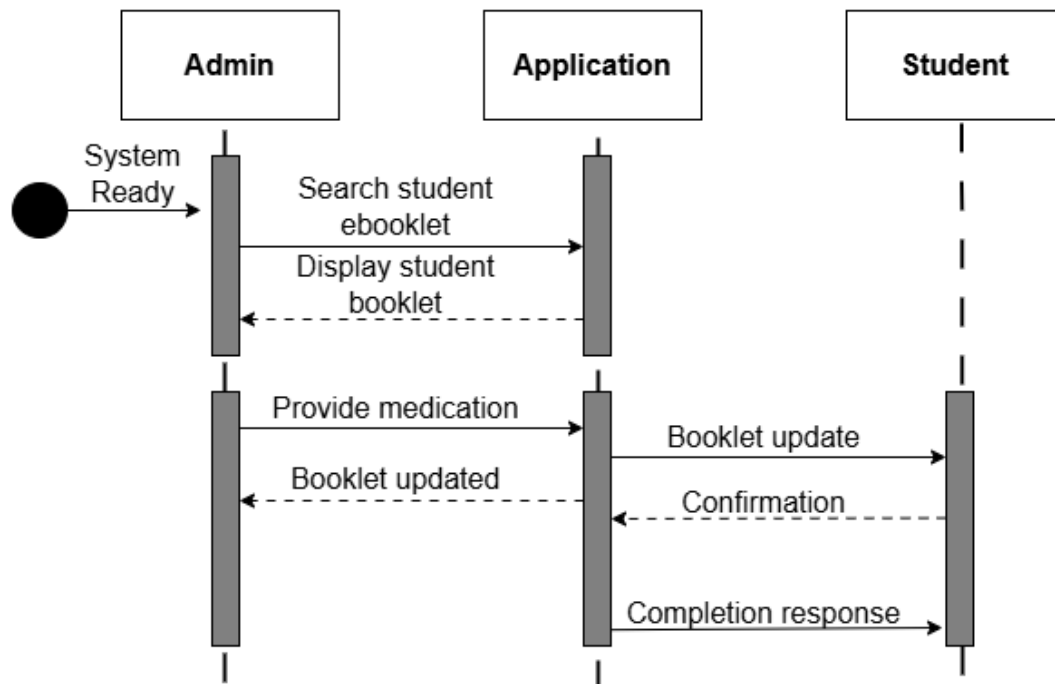 Admin
Application
Student
System
Ready
Search student
ebooklet
Display student
booklet
Provide medication
Booklet update
Booklet updated
Confirmation
Completion response